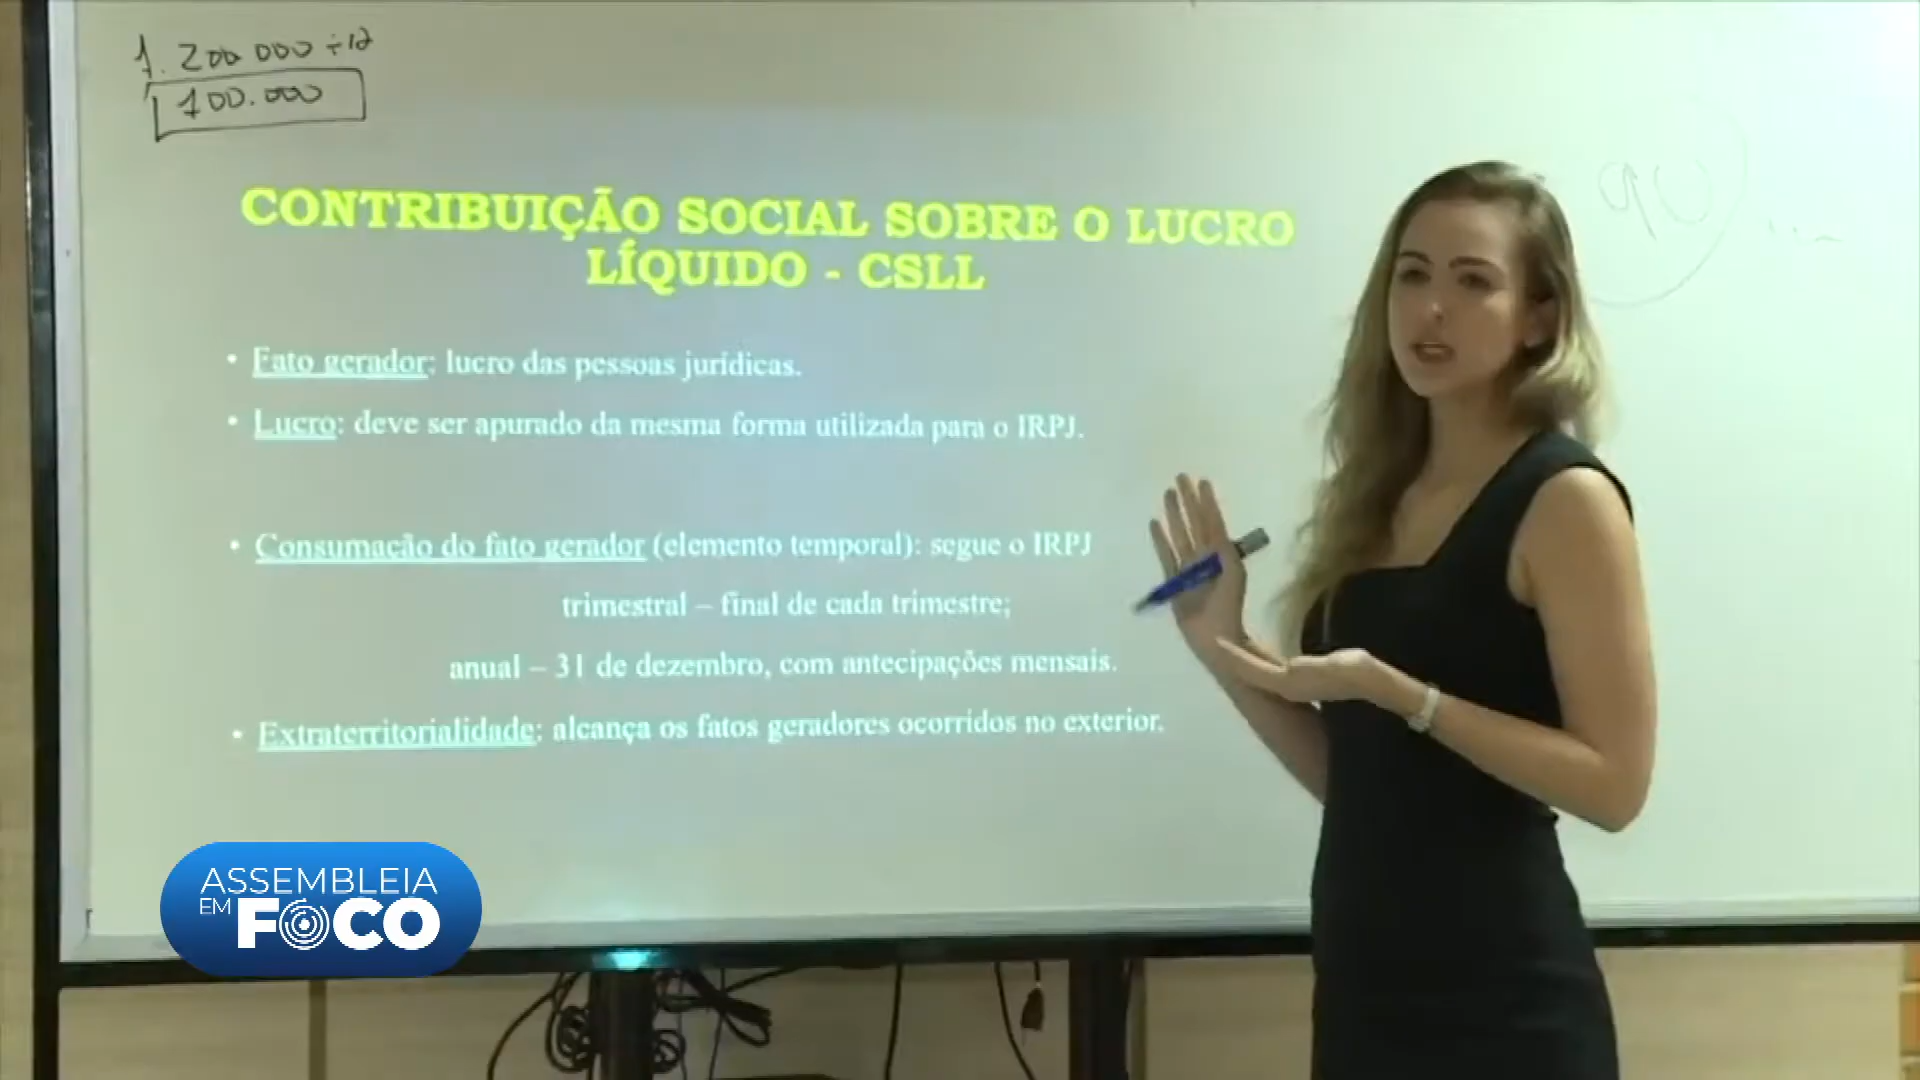 1.200.000 ÷12
100.000
CONTRIBUIÇÃO SOCIAL SOBRE O LUCRO
LÍQUIDO - CSLL
• Fato gerador: lucro das pessoas jurídicas.
• Lucro: deve ser apurado da mesma forma utilizada para o IRPJ.
• Consumação do fato gerador (elemento temporal): segue o IRPJ
trimestral – final de cada trimestre;
anual – 31 de dezembro, com antecipações mensais.
• Extraterritorialidade: alcança os fatos geradores ocorridos no exterior.
ASSEMBLEIA
EM FOCO